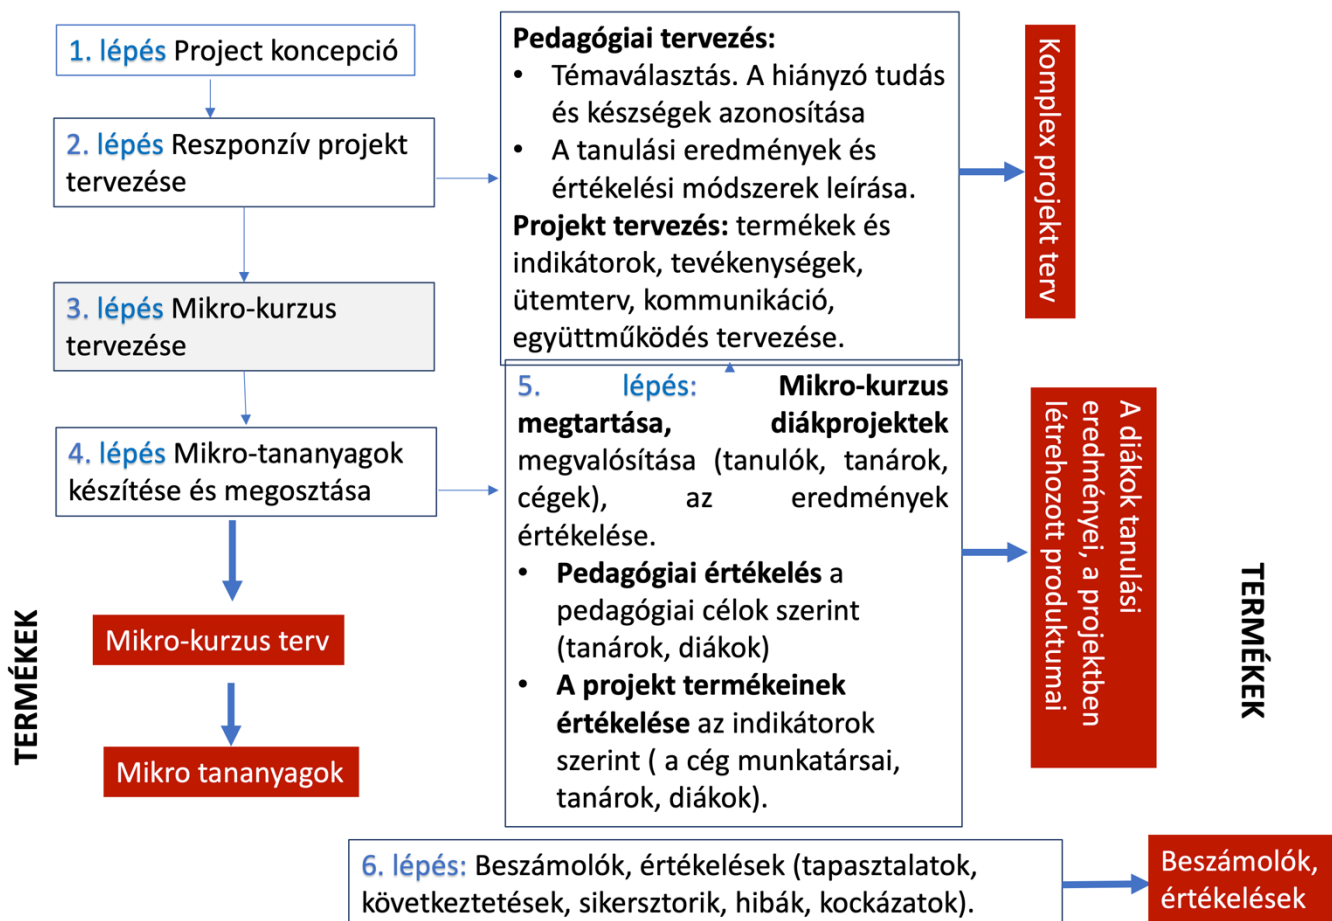 1. lépés Project koncepció
2. lépés Reszponzív projekt
tervezése
3. lépés Mikro-kurzus
tervezése
4. lépés Mikro-tananyagok
készítése és megosztása
TERMÉKEK
Mikro-kurzus terv
Mikro tananyagok
Pedagógiai tervezés:
• Témaválasztás. A hiányzó tudás
és készségek azonosítása
• A tanulási eredmények és
értékelési módszerek leírása.
Projekt tervezés: termékek és
indikátorok, tevékenységek,
ütemterv, kommunikáció,
együttműködés tervezése.
Komplex projekt terv
5. lépés: Mikro-kurzus
megtartása, diákprojektek
megvalósítása (tanulók, tanárok,
cégek), az eredmények
értékelése.
• Pedagógiai értékelés a
pedagógiai célok szerint
(tanárok, diákok)
• A projekt termékeinek
értékelése az indikátorok
szerint ( a cég munkatársai,
tanárok, diákok).
A diákok tanulási
eredményei, a projektben
létrehozott produktumai
TERMÉKEK
6. lépés: Beszámolók, értékelések (tapasztalatok,
következtetések, sikersztorik, hibák, kockázatok).
Beszámolók,
értékelések